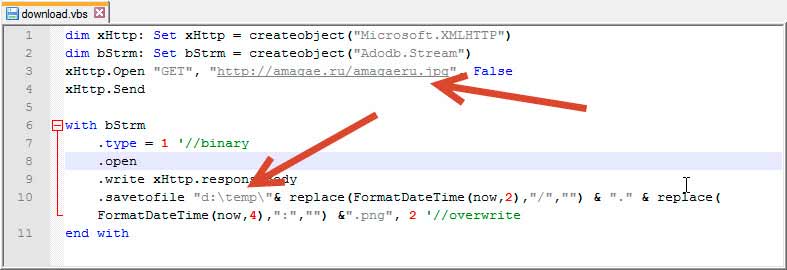 download.vbs
1 dim xHttp: Set xHttp = createobject("Microsoft.XMLHTTP")
2 dim bStrm: Set bStrm = createobject("Adodb.Stream")
3 xHttp.Open "GET", "http://amagae.ru/amagaeru.jpg", False
4 xHttp.Send
5
6 with bStrm
7 .type = 1 '//binary
8 .open
9 .write xHttp.respon
10 .savetofile "d:\temp\"& replace(FormatDateTime(now,2),"/","") & "." & replace(
FormatDateTime(now,4),":","") &".png", 2 '//overwrite
11 end with